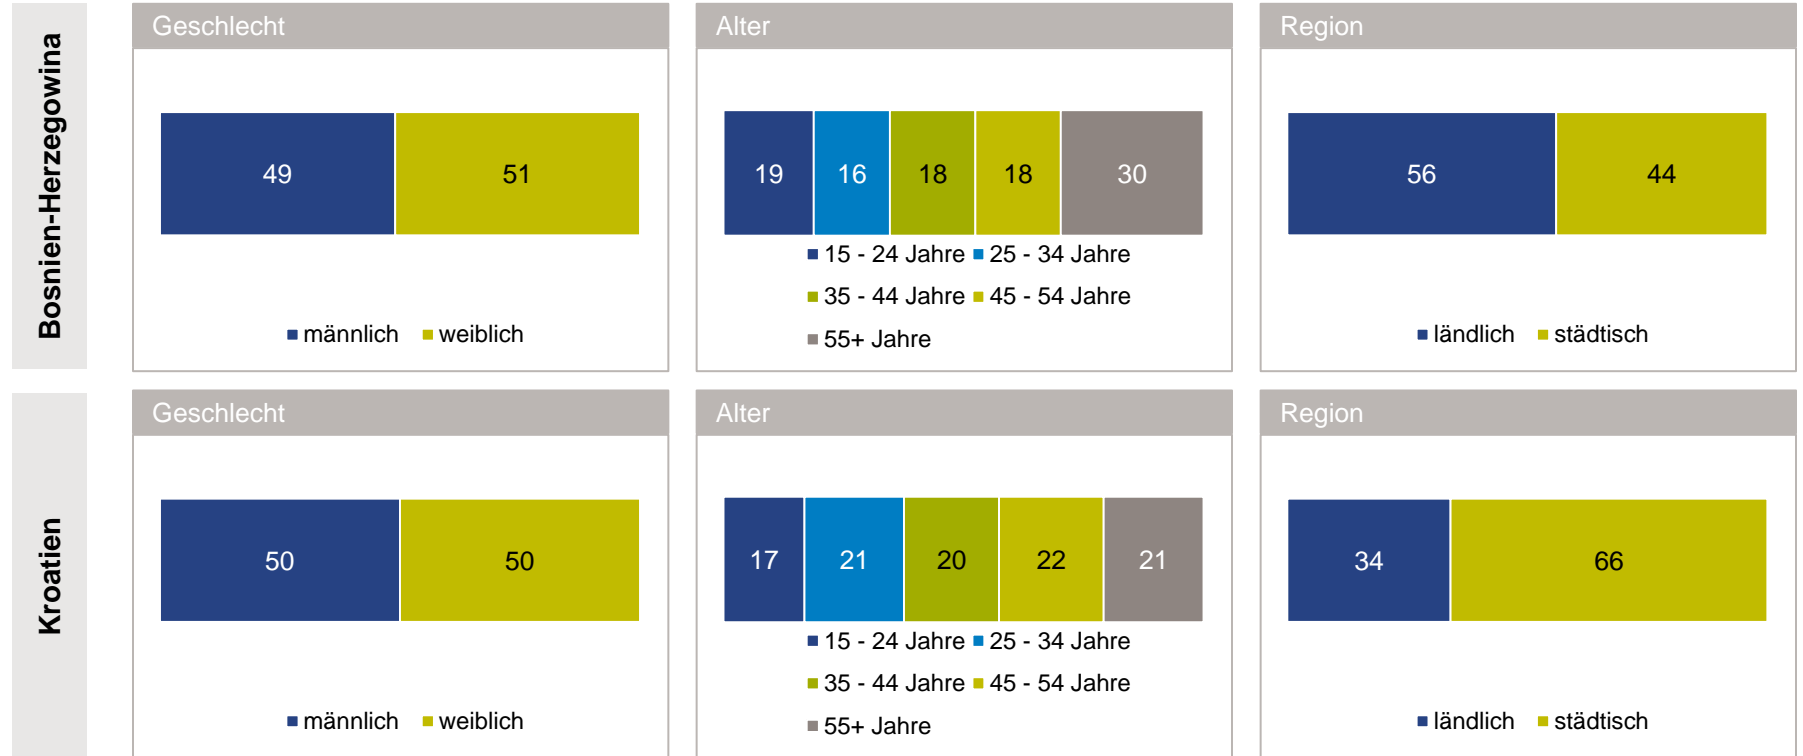 Bosnien-Herzegowina
Geschlecht
49 51
männlich weiblich
Alter
19 16 18 18 30
15 - 24 Jahre 25 - 34 Jahre
35 - 44 Jahre 45 - 54 Jahre
55+ Jahre
Region
56 44
ländlich städtisch
Kroatien
Geschlecht
50 50
männlich weiblich
Alter
17 21 20 22 21
15 - 24 Jahre 25 - 34 Jahre
35 - 44 Jahre 45 - 54 Jahre
55+ Jahre
Region
34 66
ländlich städtisch